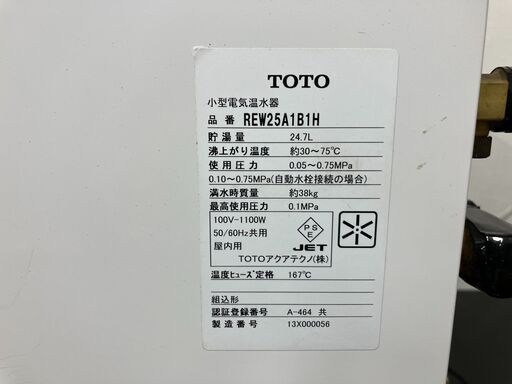 TOTO
小型電気温水器
品番 REW25A1B1H
貯湯量 24.7L
沸上がり温度 約30～75℃
使用圧力 0.05～0.75MPa
0.10～0.75MPa(自動水栓接続の場合)
満水時質量 約38kg
最高使用圧力 0.1MPa
100V-1100W
50/60Hz共用
屋内用
PS
E
JET
TOTOアクアテクノ(株)
温度ヒューズ定格 167℃
組込形
認証登録番号 A-464 共
製造番号 13X000056